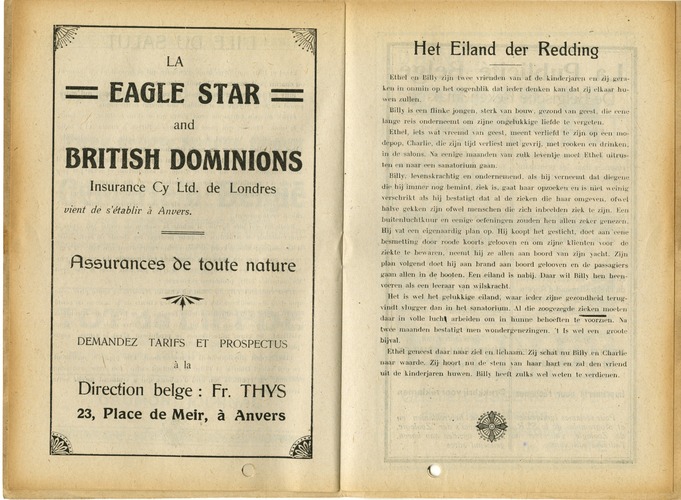 LA
EAGLE STAR
and
BRITISH DOMINIONS
Insurance Cy Ltd. de Londres
vient de s'établir à Anvers.
Assurances de toute nature
DEMANDEZ TARIFS ET PROSPECTUS
à la
Direction belge : Fr. THYS
23, Place de Meir, à Anvers
Het Eiland der Redding
Ethel en Billy zijn twee vrienden van af de kinderjaren en zij gera-
ken in onmin op het oogenblik dat ieder denken kan dat zij elkaar hu-
wen zullen.
Billy is een flinke jongen, sterk van bouw, gezond van geest, die eene
lange reis onderneemt om zijne ongelukkige liefde te vergeten.
Ethel, iets wat vreemd van geest, meent verliefd te zijn op een mo-
depop, Charlie, die zijn tijd verliest met gevrij, met rooken en drinken,
in de salons. Na eenige maanden van zulk leventje moet Ethel uitrus-
ten en naar een sanatorium gaan.
Billy, levenskrachtig en ondernemend, als hij verneemt dat diegene
die hij immer nog bemint, ziek is, gaat haar opzoeken en is niet weinig
verschrikt als hij bestatigt dat al de zieken die haar omgeven, ofwel
halve gekken zijn ofwel menschen die zich inbeelden ziek te zijn. Een
buitenluchtkuur en eenige oefeningen zouden hen allen zeker genezen.
Hij vat een eigenaardig plan op. Hij koopt het gesticht, doet aan eene
besmetting door roode koorts gelooven en om zijne klienten voor de
ziekte te bewaren, neemt hij ze allen aan boord van zijn yacht. Zijn
plan volgend doet hij aan brand aan boord gelooven en de passagiers
gaan allen in de booten. Een eiland is nabij. Daar wil Billy hen heen-
voeren als een leeraar van wilskracht.
Het is wel het gelukkige eiland, waar ieder zijne gezondheid terug-
vindt vlugger dan in het sanatorium. Al die zoogezegde zieken moeten
daar in volle lucht arbeiden om in hunne behoeften te voorzien. Na
twee maanden bestatigt men wondergenezingen. 't Is wel een groote
bijval.
Ethel geneest daar naar ziel en lichaam. Zij schat nu Billy en Charlie
naar waarde. Zij hoort nu de stem van haar hart en zal den vriend
uit de kinderjaren huwen. Billy heeft zulks wel weten te verdienen.